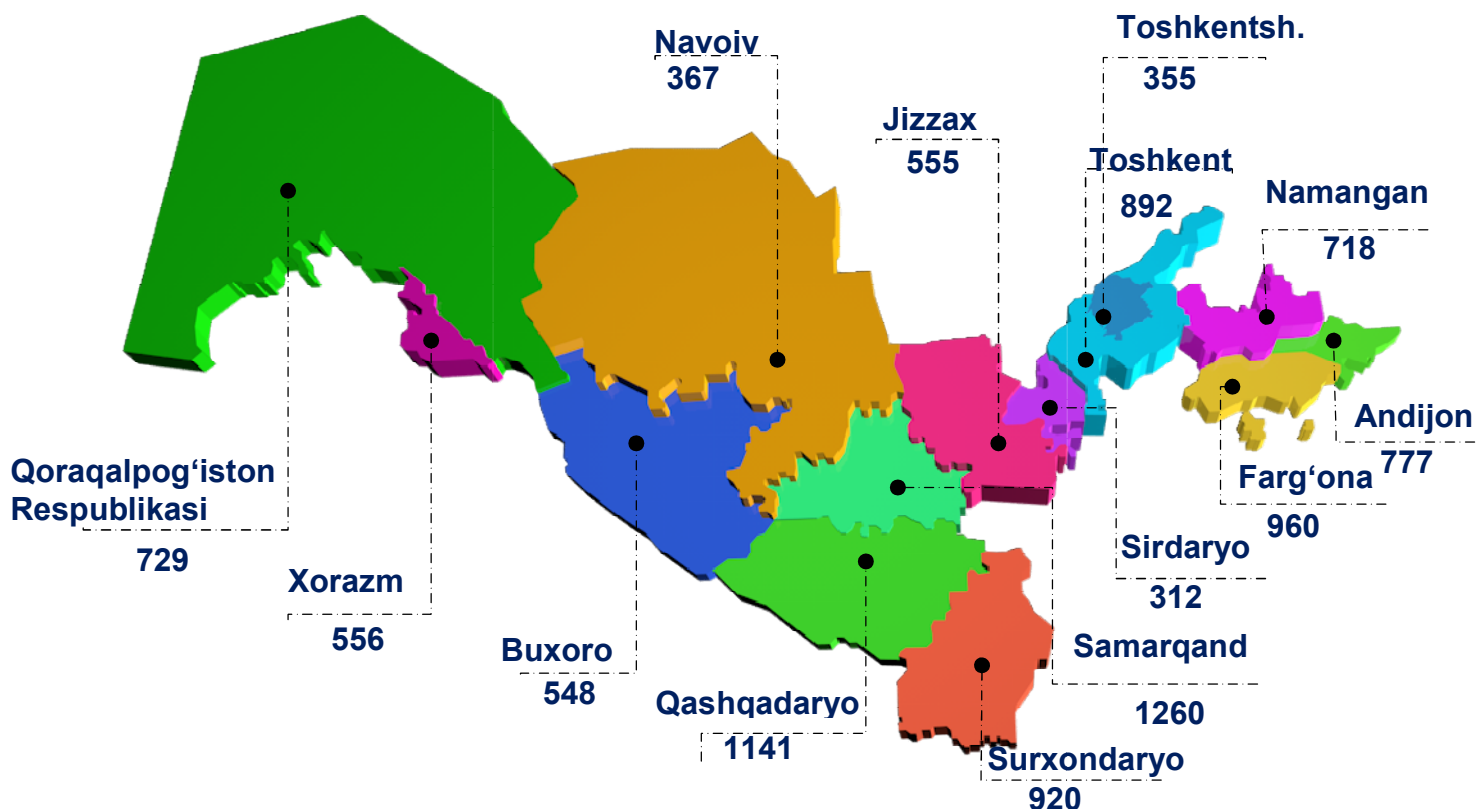 Navoiv
367
Toshkentsh.
355
Jizzax
555
Toshkent
892
Namangan
718
Qoraqalpog‘iston
Respublikasi
729
Xorazm
556
Buxoro
548
Qashqadaryo
1141
Surxondaryo
920
Samarqand
1260
Sirdaryo
312
Farg‘ona
960
Andijon
777